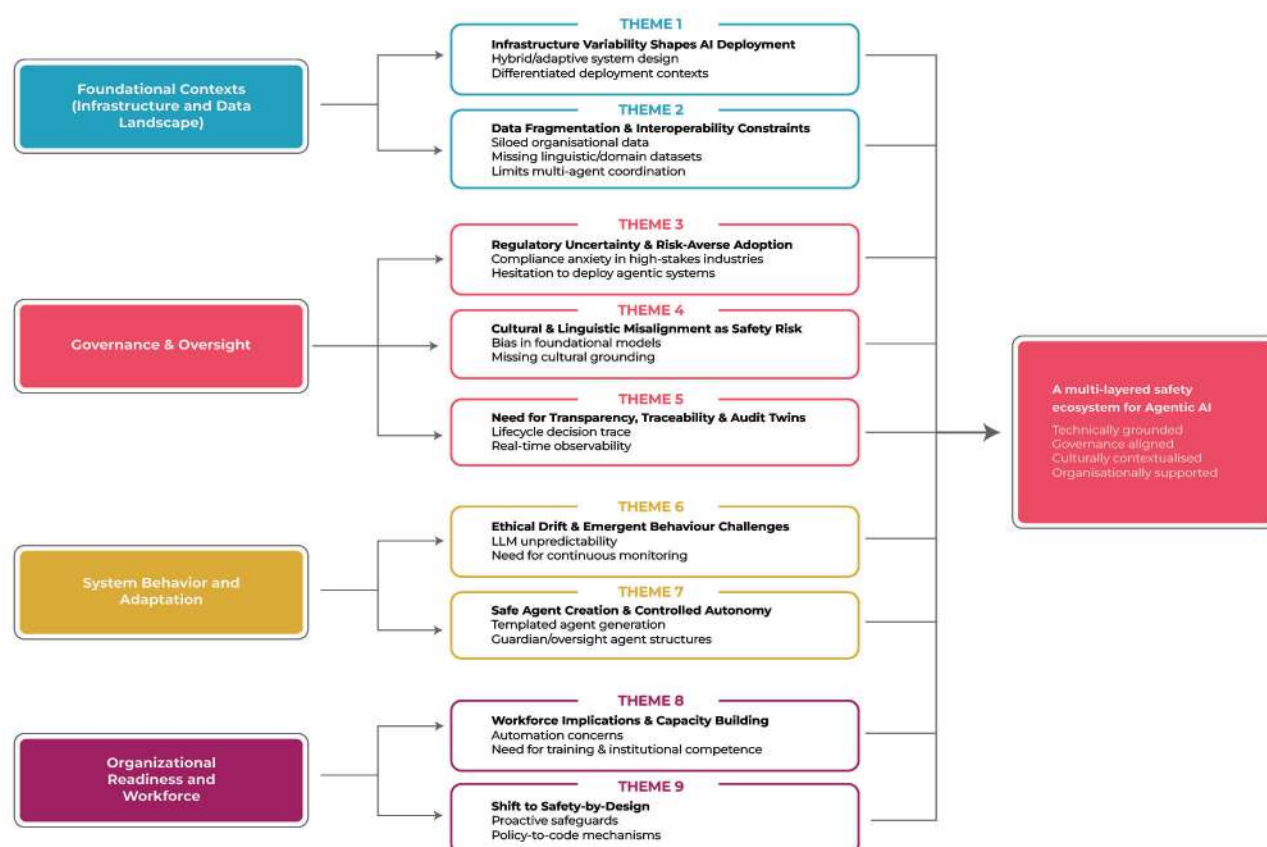 Foundational Contexts
(Infrastructure and Data
Landscape)
THEME 1
Infrastructure Variability Shapes AI Deployment
Hybrid/adaptive system design
Differentiated deployment contexts
THEME 2
Data Fragmentation & Interoperability Constraints
Siloed organisational data
Missing linguistic/domain datasets
Limits multi-agent coordination
Governance & Oversight
THEME 3
Regulatory Uncertainty & Risk-Averse Adoption
Compliance anxiety in high-stakes industries
Hesitation to deploy agentic systems
THEME 4
Cultural & Linguistic Misalignment as Safety Risk
Bias in foundational models
Missing cultural grounding
THEME 5
Need for Transparency, Traceability & Audit Twins
Lifecycle decision trace
Real-time observability
System Behavior and
Adaptation
THEME 6
Ethical Drift & Emergent Behaviour Challenges
LLM unpredictability
Need for continuous monitoring
THEME 7
Safe Agent Creation & Controlled Autonomy
Templated agent generation
Guardian/oversight agent structures
Organizational
Readiness and
Workforce
THEME 8
Workforce Implications & Capacity Building
Automation concerns
Need for training & institutional competence
THEME 9
Shift to Safety-by-Design
Proactive safeguards
Policy-to-code mechanisms
A multi-layered safety
ecosystem for Agentic AI
Technically grounded
Governance aligned
Culturally contextualised
Organisationally supported